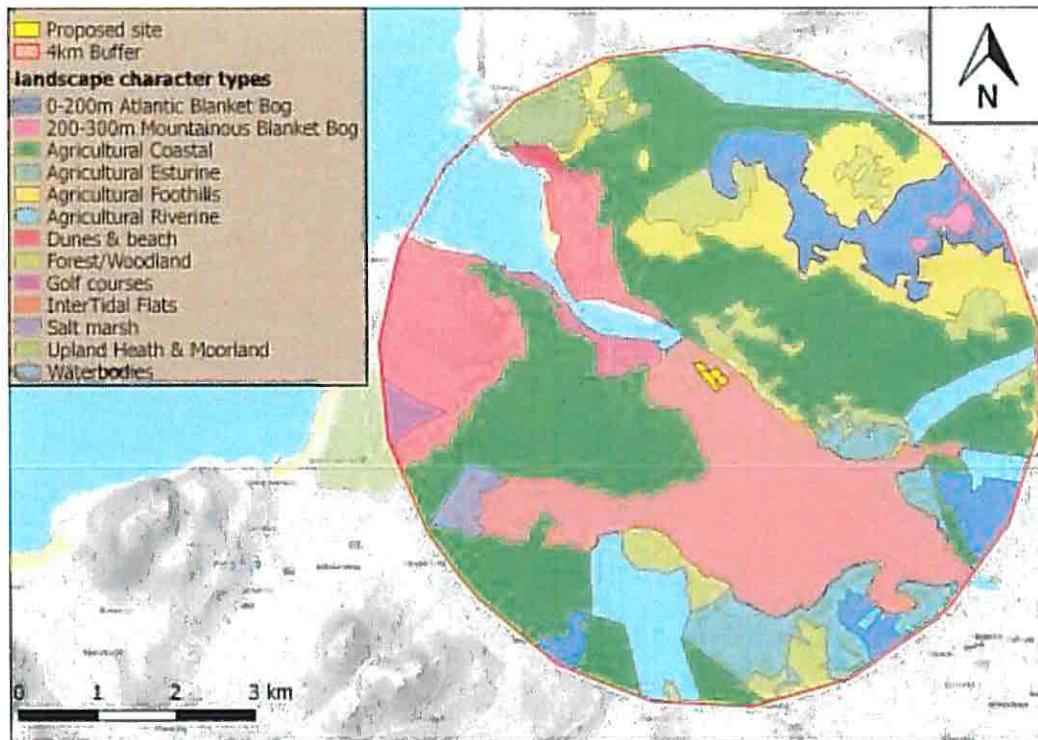 Proposed site
4km Buffer
landscape character types
0-200m Atlantic Blanket Bog
200-300m Mountainous Blanket Bog
Agricultural Coastal
Agricultural Esturine
Agricultural Foothills
Agricultural Riverine
Dunes & beach
Forest/Woodland
Golf courses
InterTidal Flats
Salt marsh
Upland Heath & Moorland
Waterbodies
N
0 1 2 3 km